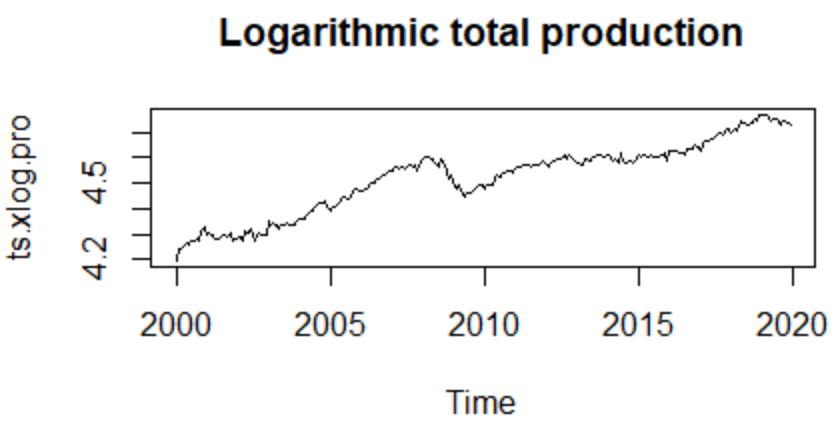 Logarithmic total production
ts.xlog.pro
4.5
4.2
2000 2005 2010 2015 2020
Time